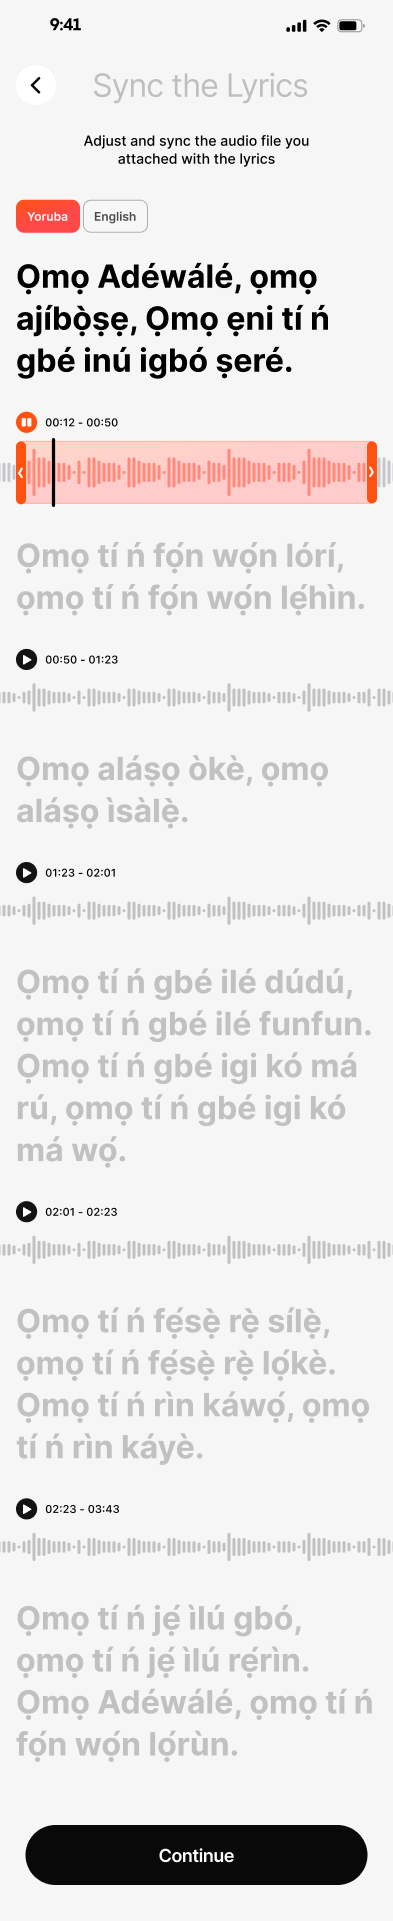 9:41
Sync the Lyrics
Adjust and sync the audio file you
attached with the lyrics
Yoruba English
Ọmọ Adéwálé, ọmọ
ajíbọ̀ṣẹ, Ọmọ ẹni tí ń
gbé inú igbó ṣeré.
00:12 - 00:50
Ọmọ tí ń fọ́n wọ́n lórí,
ọmọ tí ń fọ́n wọ́n lẹ́hìn.
00:50 - 01:23
Ọmọ aláṣọ òkè, ọmọ
aláṣọ ìsàlẹ̀.
01:23 - 02:01
Ọmọ tí ń gbé ilé dúdú,
ọmọ tí ń gbé ilé funfun.
Ọmọ tí ń gbé igi kó má
rú, ọmọ tí ń gbé igi kó
má wọ́.
02:01 - 02:23
Ọmọ tí ń fẹ́sẹ̀ rẹ̀ sílẹ̀,
ọmọ tí ń fẹ́sẹ̀ rẹ̀ lọ́kè.
Ọmọ tí ń rìn káwọ́, ọmọ
tí ń rìn káyè.
02:23 - 03:43
Ọmọ tí ń jẹ́ ìlú gbó,
ọmọ tí ń jẹ́ ìlú rẹ́rìn.
Ọmọ Adéwálé, ọmọ tí ń
fọ́n wọ́n lọ́rùn.
Continue